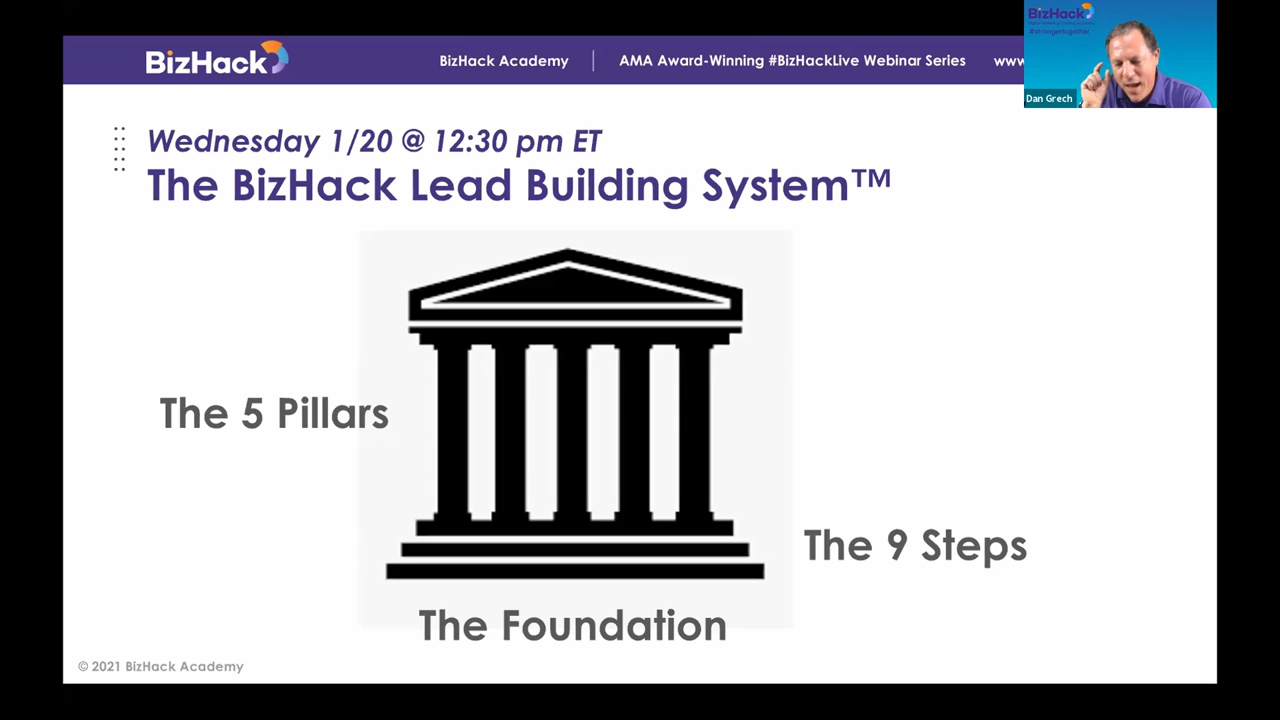 BizHack
BizHack Academy
AMA Award-Winning #BizHackLive Webinar Series
www
BizHack
#strongertogether
Dan Grech
Wednesday 1/20 @ 12:30 pm ET
The BizHack Lead Building System™
The 5 Pillars
The 9 Steps
The Foundation
© 2021 BizHack Academy